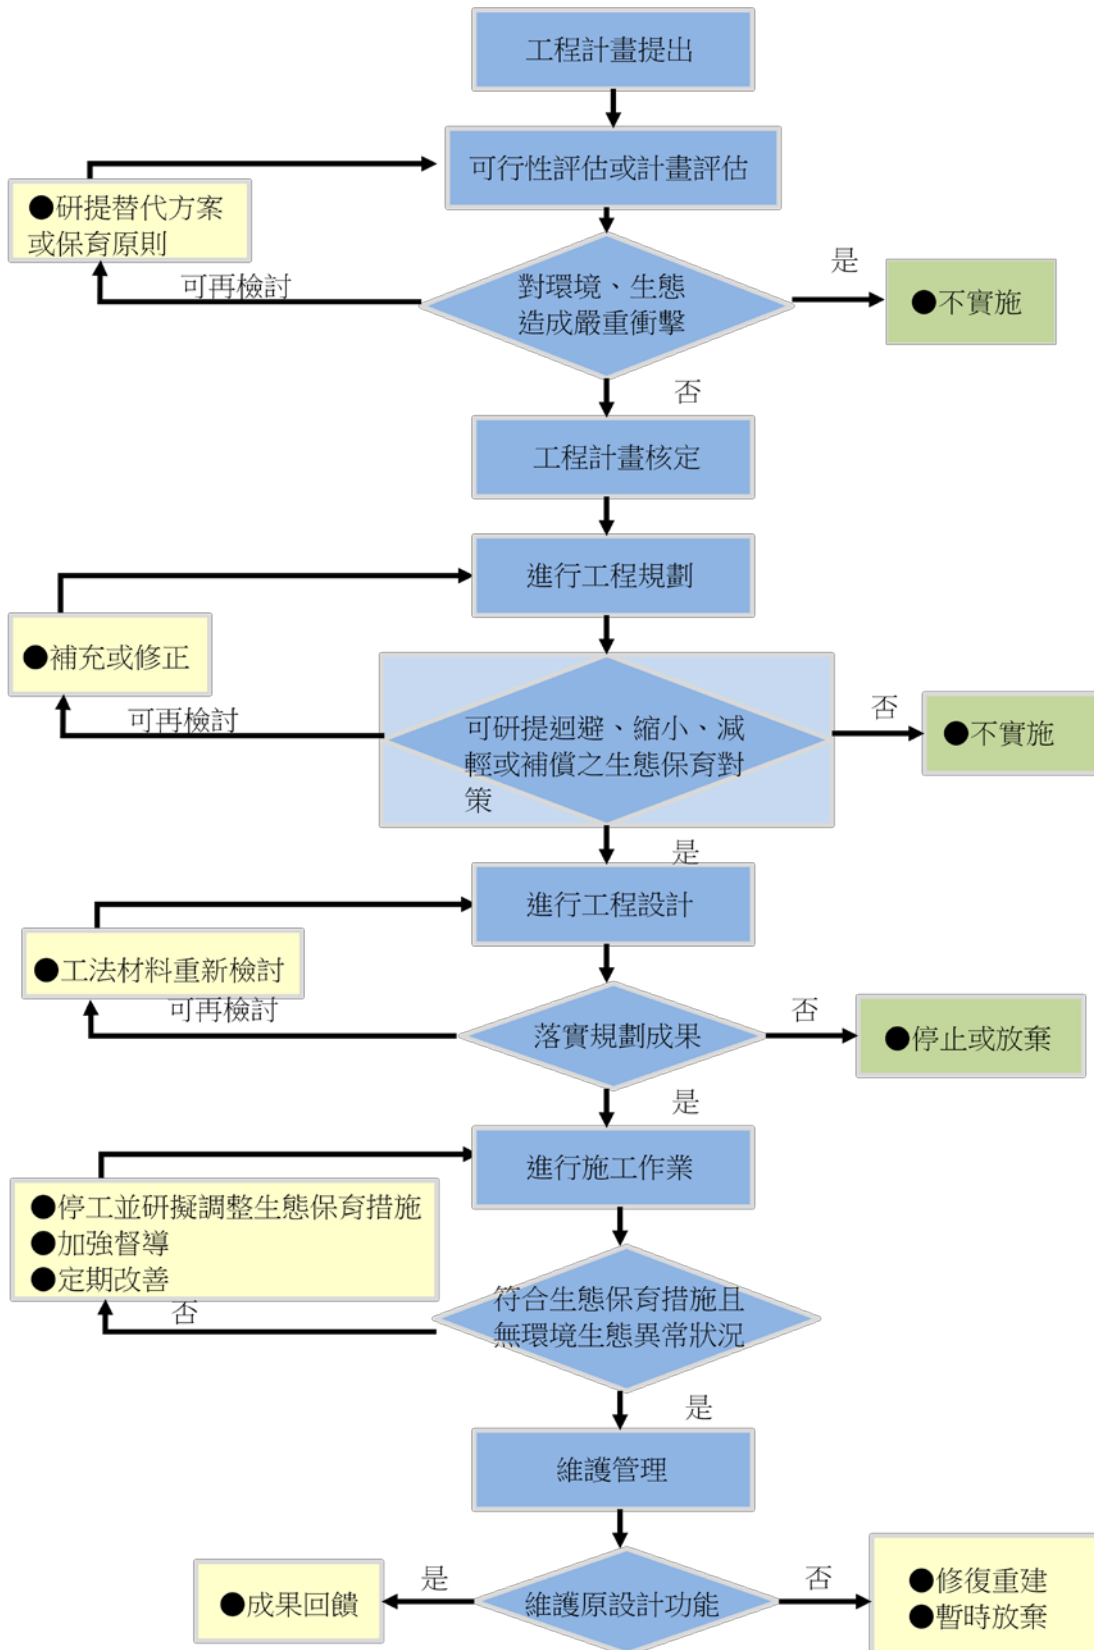 工程計畫提出
可行性評估或計畫評估
●研提替代方案
或保育原則
可再檢討
對環境、生態
造成嚴重衝擊
是
●不實施
否
工程計畫核定
進行工程規劃
●補充或修正
可再檢討
可研提迴避、縮小、減
輕或補償之生態保育對
策
否
●不實施
是
進行工程設計
●工法材料重新檢討
可再檢討
落實規劃成果
否
●停止或放棄
是
進行施工作業
●停工並研擬調整生態保育措施
●加強督導
●定期改善
否
符合生態保育措施且
無環境生態異常狀況
是
維護管理
●成果回饋
是
維護原設計功能
否
●修復重建
●暫時放棄